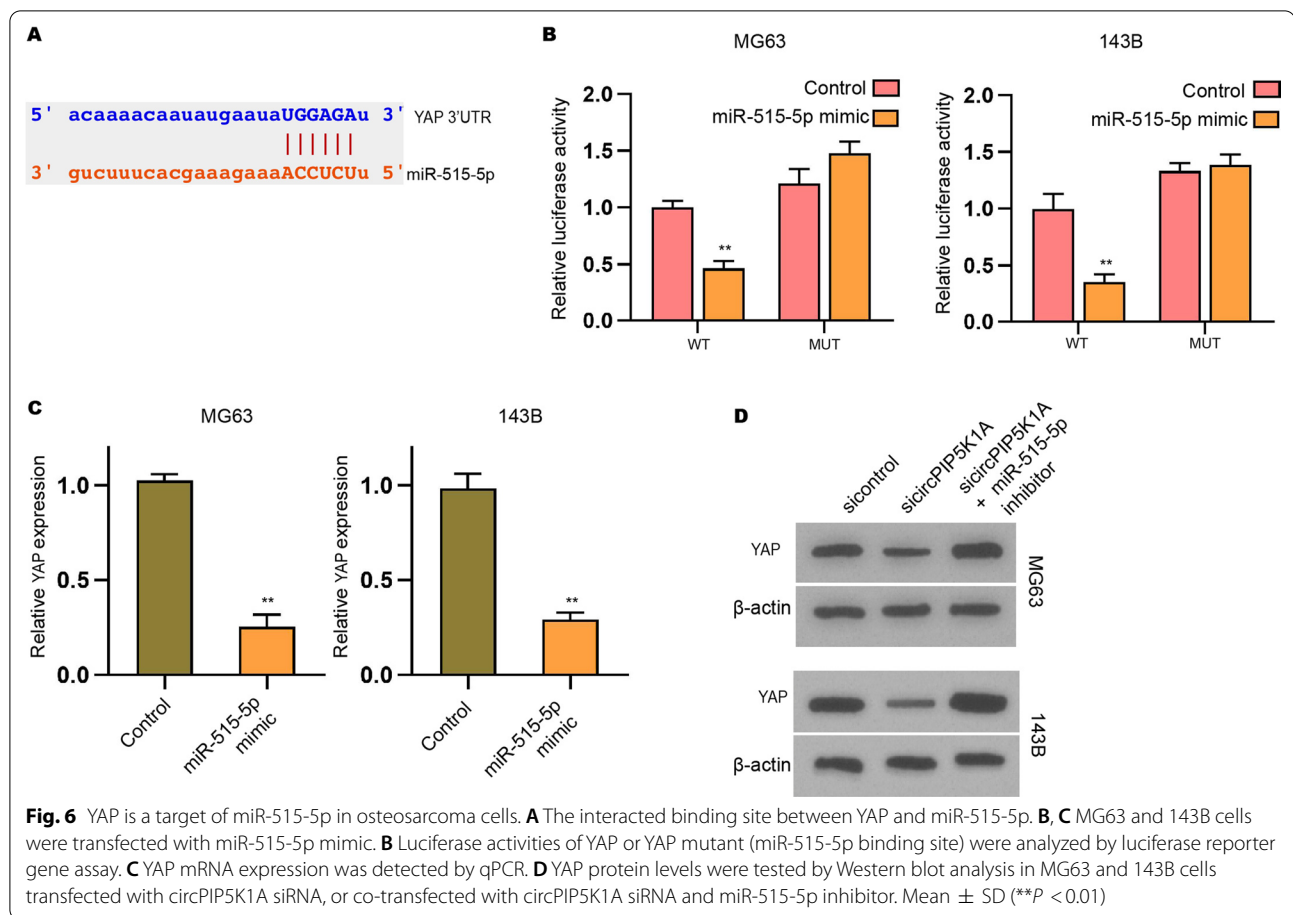 A
5' acaaaacaauaugaauaUGGAGAu 3' YAP 3'UTR
3' gucuuucacgaaagaaaACCUCUu 5' miR-515-5p
B
MG63
Relative luciferase activity
2.0
1.5
1.0
0.5
0.0
Control
miR-515-5p mimic
**
WT
MUT
143B
Relative luciferase activity
2.0
1.5
1.0
0.5
0.0
Control
miR-515-5p mimic
**
WT
MUT
C
MG63
Relative YAP expression
1.0
0.5
0.0
**
Control
miR-515-5p
mimic
143B
Relative YAP expression
1.0
0.5
0.0
**
Control
miR-515-5p
mimic
D
sicontrol
sicircPIP5K1A
sicircPIP5K1A
+ miR-515-5p
inhibitor
YAP
β-actin
MG63
YAP
β-actin
143B
Fig. 6 YAP is a target of miR-515-5p in osteosarcoma cells. A The interacted binding site between YAP and miR-515-5p. B, C MG63 and 143B cells
were transfected with miR-515-5p mimic. B Luciferase activities of YAP or YAP mutant (miR-515-5p binding site) were analyzed by luciferase reporter
gene assay. C YAP mRNA expression was detected by qPCR. D YAP protein levels were tested by Western blot analysis in MG63 and 143B cells
transfected with circPIP5K1A siRNA, or co-transfected with circPIP5K1A siRNA and miR-515-5p inhibitor. Mean ± SD (**P < 0.01)